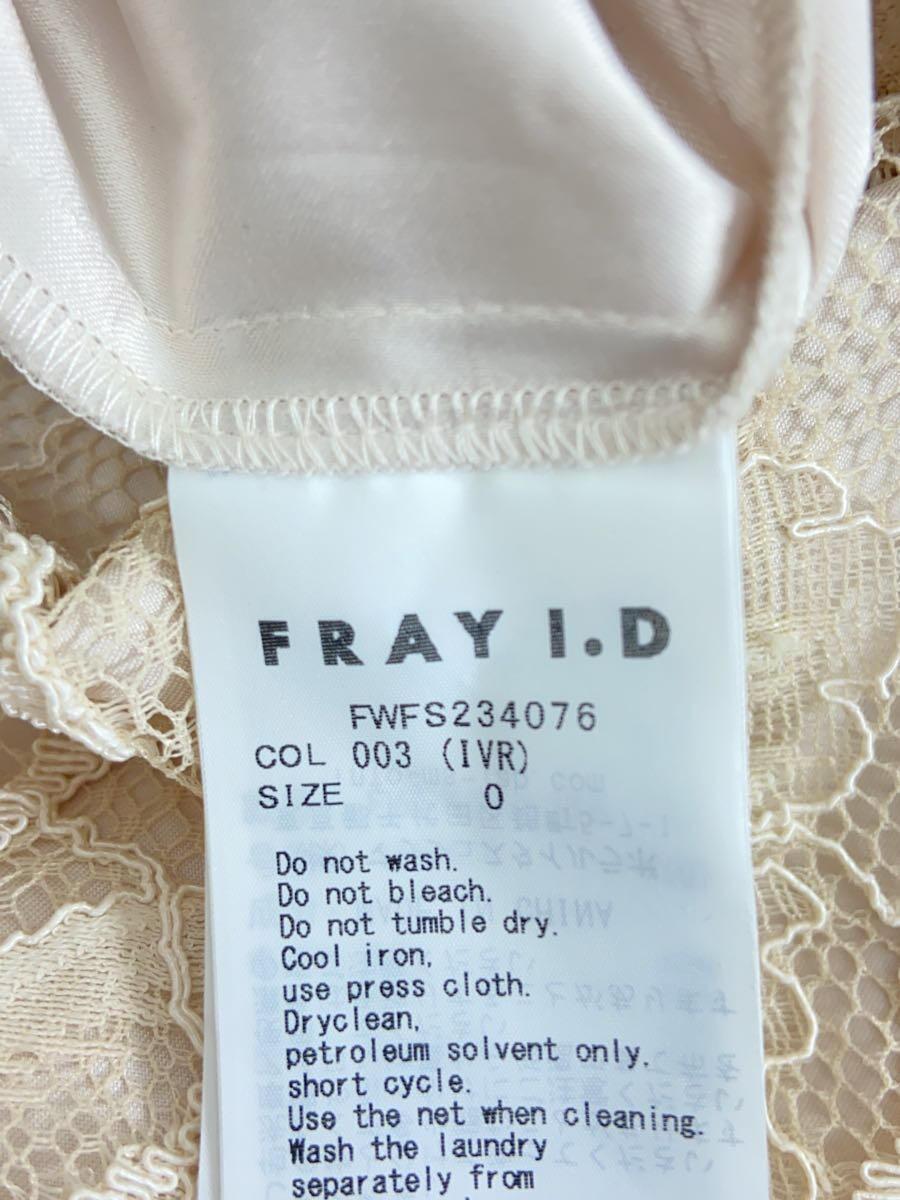 FRAY I.D
FWFS234076
COL 003 (IVR)
SIZE 0
Do not wash.
Do not bleach.
Do not tumble dry.
Cool iron,
use press cloth.
Dryclean,
petroleum solvent only,
short cycle.
Use the net when cleaning.
Wash the laundry
separately from